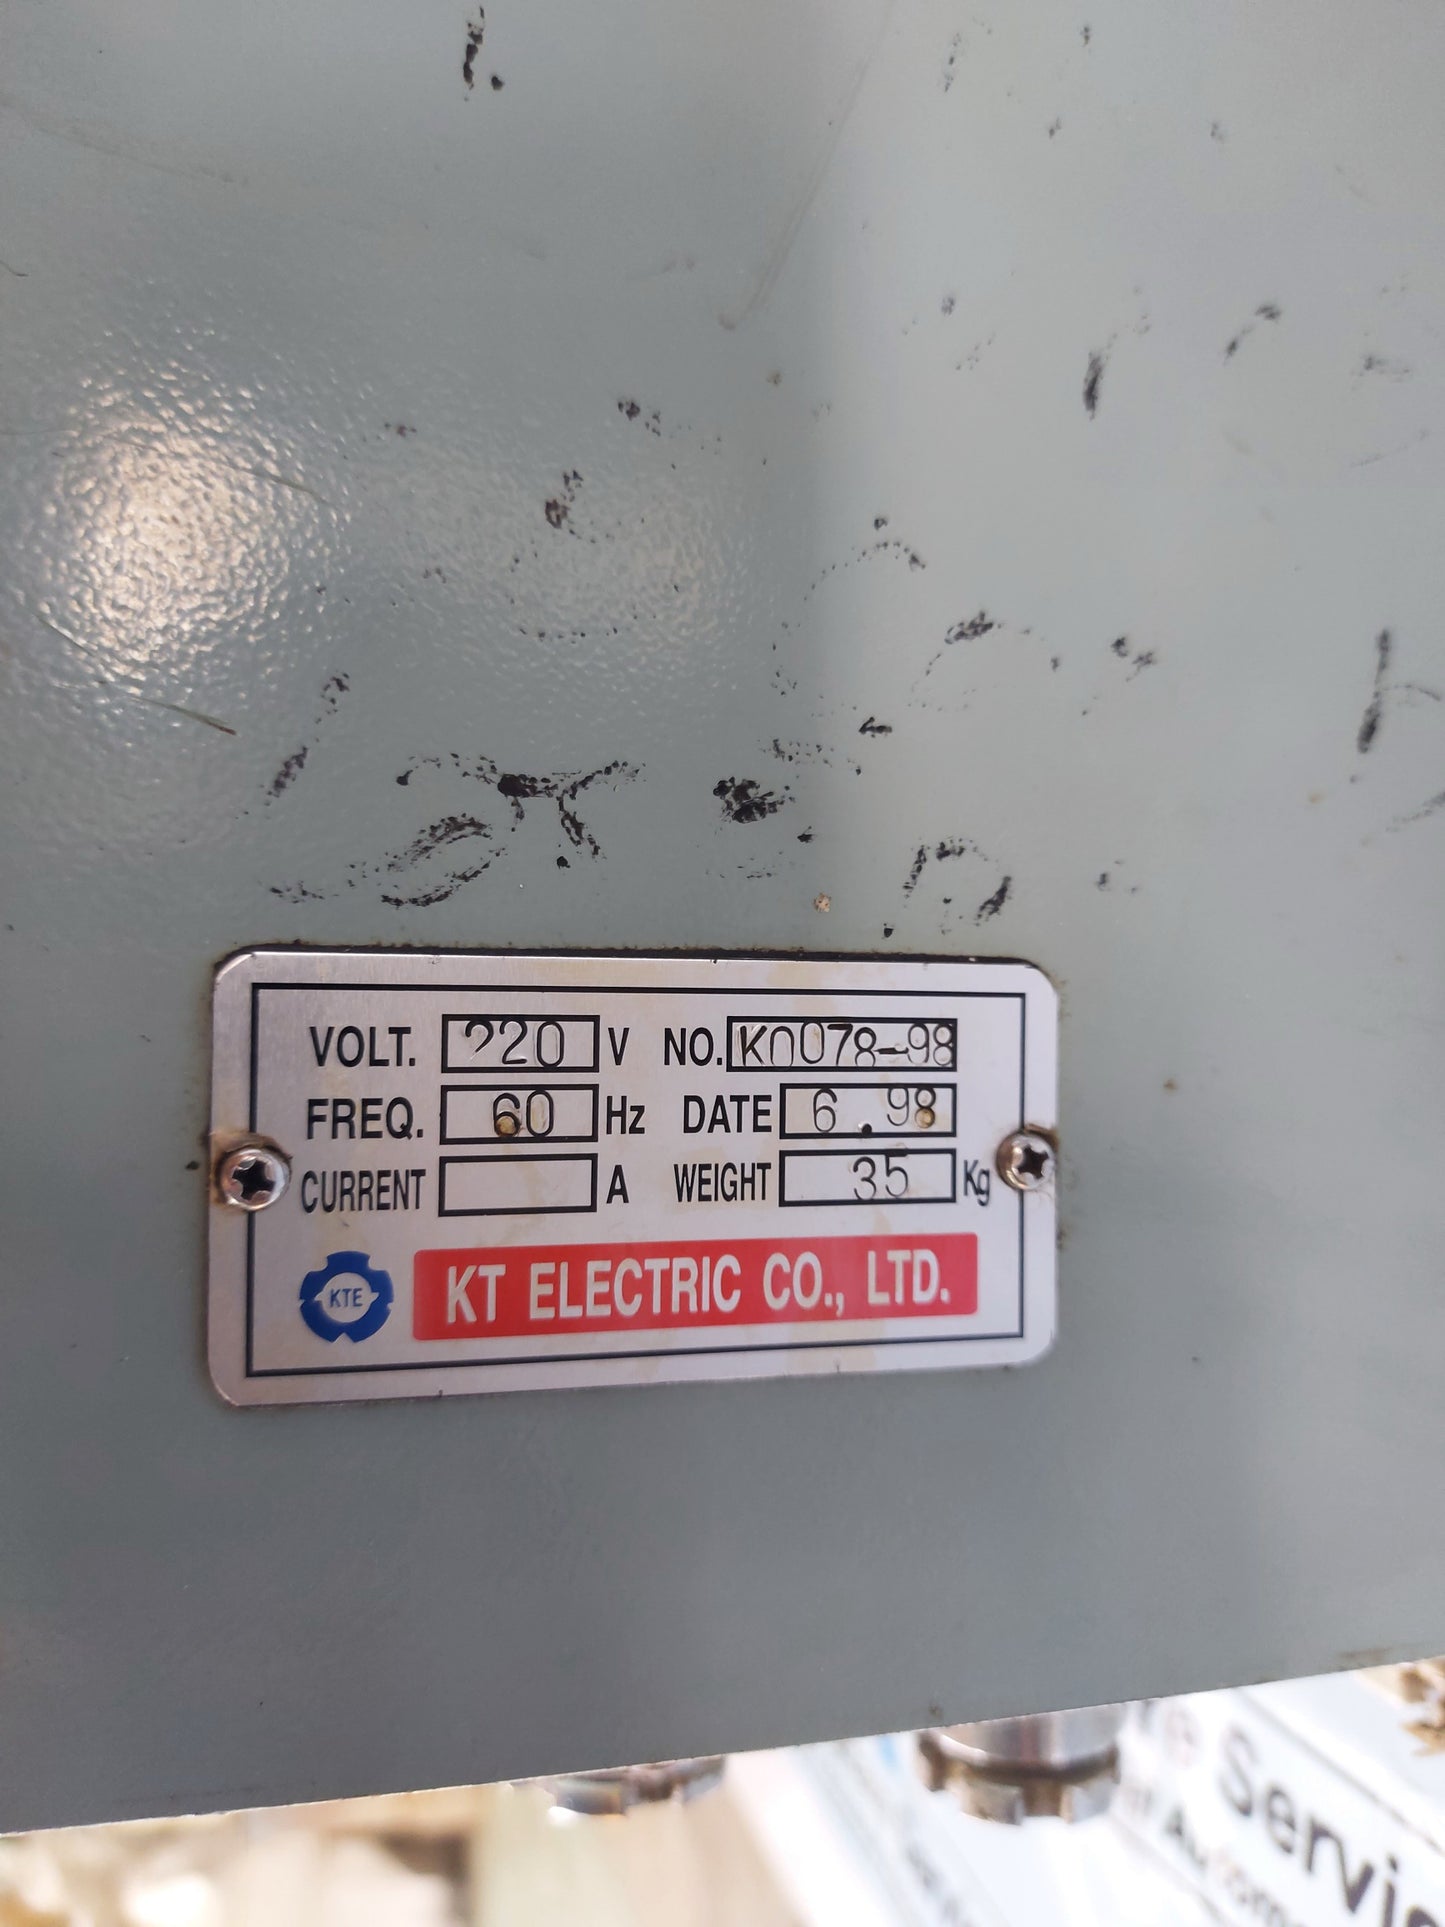 VOLT. 220 V NO. K0078-98
FREQ. 60 Hz DATE 6.98
CURRENT A WEIGHT 35 Kg
KTE KT ELECTRIC CO., LTD.